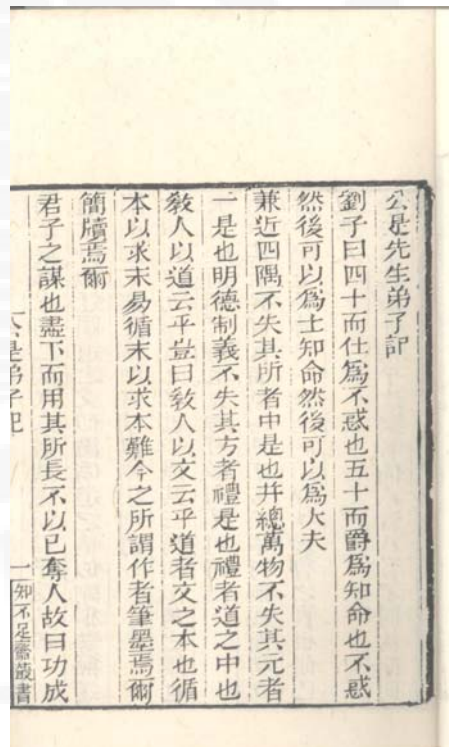 公是先生弟子記
劉子曰四十而仕爲不惑也五十而爵爲知命也不惑
然後可以爲士知命然後可以爲大夫
兼近四隅不失其所者中是也并總萬物不失其元者
一是也明德制義不失其方者禮是也禮者道之中也
敎人以道云乎豈曰敎人以文云乎道者文之本也循
本以求末易循末以求本難今之所謂作者筆墨焉爾
簡牘焉爾
君子之謀也盡下而用其所長不以已奪人故曰功成
公是弟子記
一
知不足齋叢書